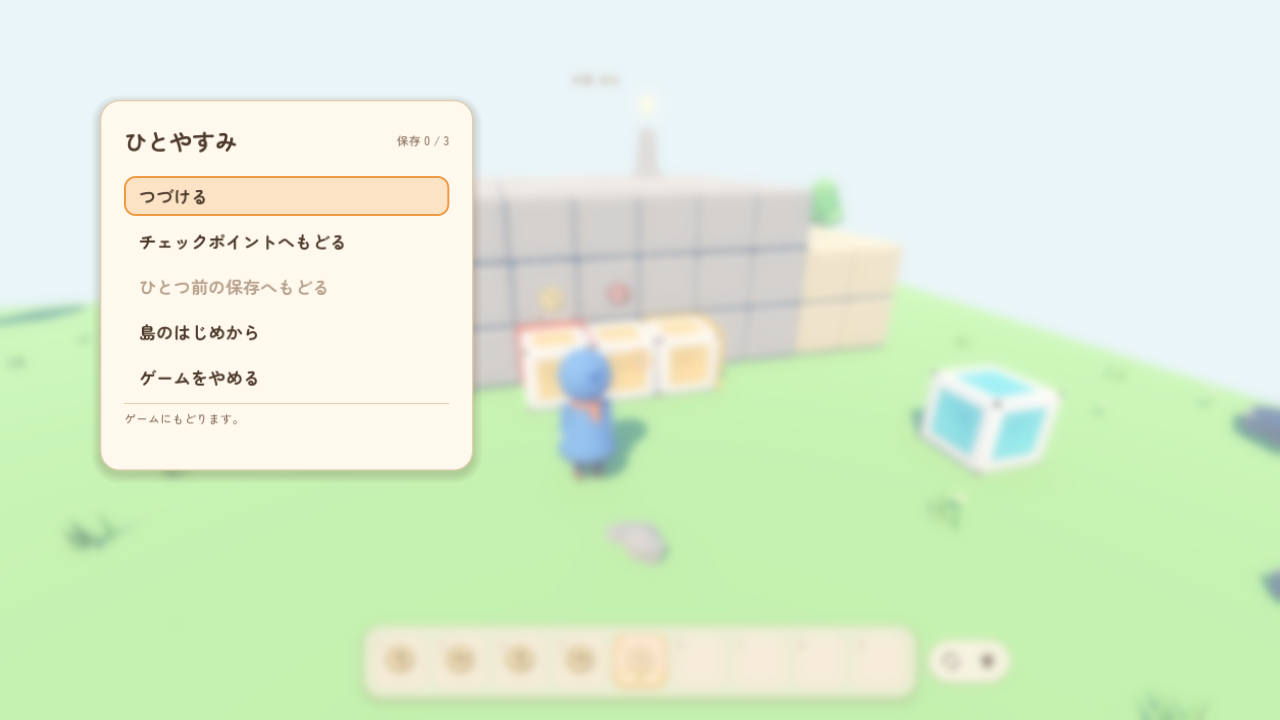 ひとやすみ
保存 0 / 3
つづける
チェックポイントへもどる
ひとつ前の保存へもどる
島のはじめから
ゲームをやめる
ゲームにもどります。